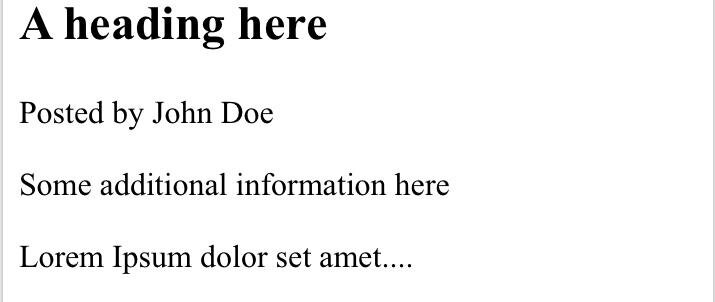 A heading here
Posted by John Doe
Some additional information here
Lorem Ipsum dolor set amet....